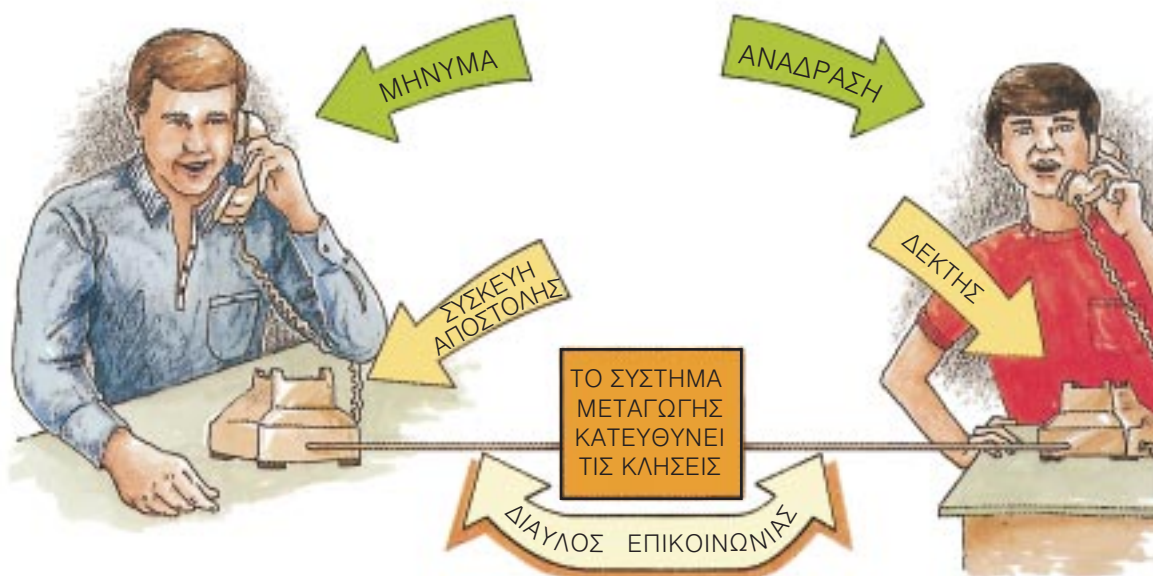 ΜΗΝΥΜΑ
ΑΝΑΔΡΑΣΗ
ΣΥΣΚΕΥΗ
ΑΠΟΣΤΟΛΗΣ
ΔΕΚΤΗΣ
ΤΟ ΣΥΣΤΗΜΑ
ΜΕΤΑΓΩΓΗΣ
ΚΑΤΕΥΘΥΝΕΙ
ΤΙΣ ΚΛΗΣΕΙΣ
ΔΙΑΥΛΟΣ ΕΠΙΚΟΙΝΩΝΙΑΣ